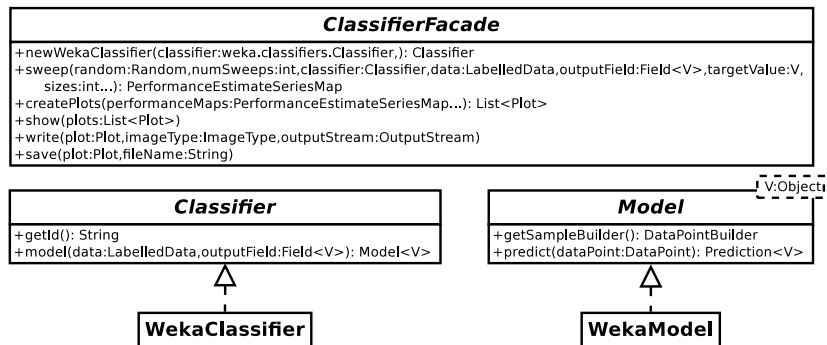 ClassifierFacade
+newWekaClassifier(classifier:weka.classifiers.Classifier,): Classifier
+sweep(random:Random,numSweeps:int,classifier:Classifier,data:LabelledData,outputField:Field<V>,targetValue:V,
sizes:int...): PerformanceEstimateSeriesMap
+createPlots(performanceMaps:PerformanceEstimateSeriesMap...): List<Plot>
+show(plots:List<Plot>)
+write(plot:Plot,imageType:ImageType,outputStream:OutputStream)
+save(plot:Plot,fileName:String)
Classifier
+getId(): String
+model(data:LabelledData,outputField:Field<V>): Model<V>
V:Object
Model
+getSampleBuilder(): DataPointBuilder
+predict(dataPoint:DataPoint): Prediction<V>
WekaClassifier
WekaModel